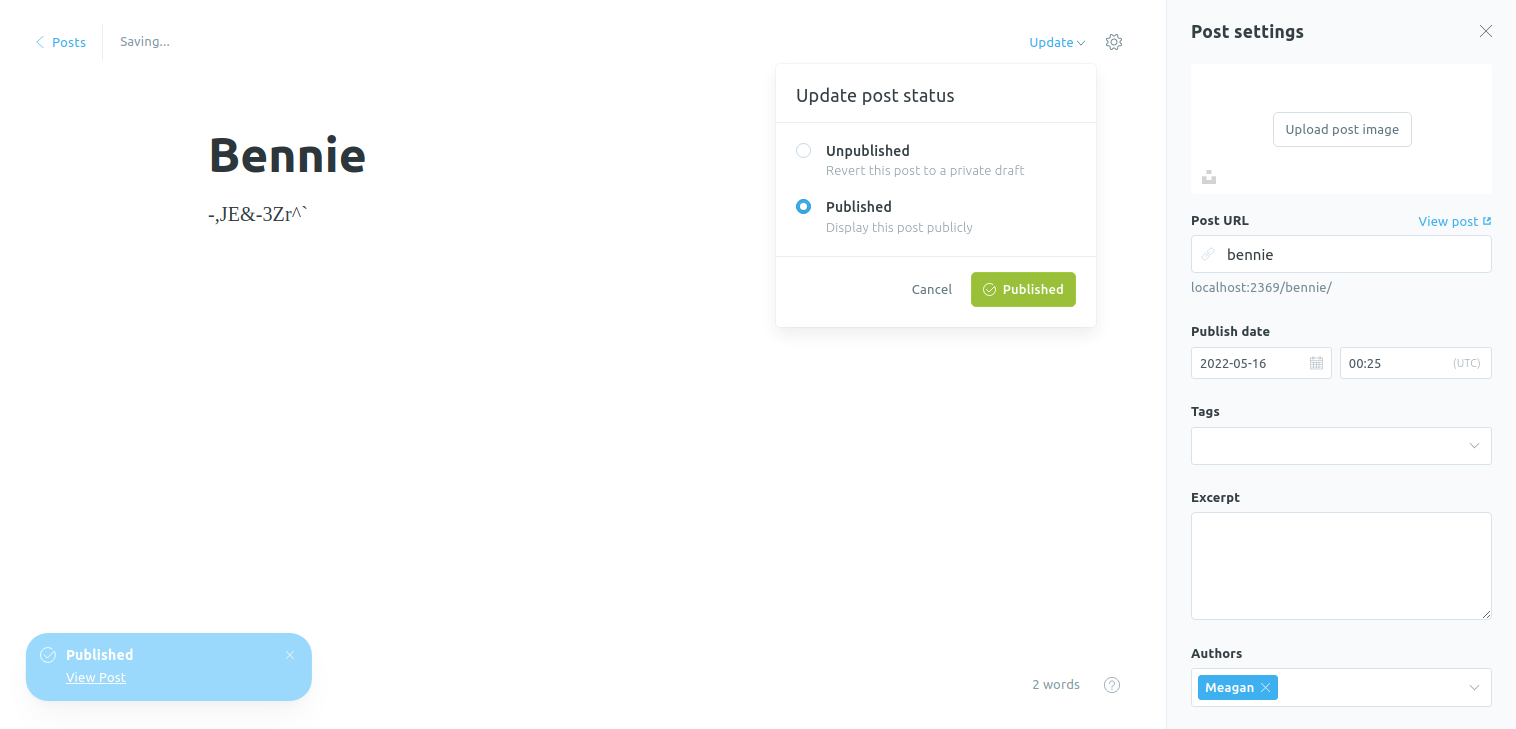 Posts
Saving...
Update
Bennie
-,JE&-3Zr^`
Update post status
Unpublished
Revert this post to a private draft
Published
Display this post publicly
Cancel
Published
Published
View Post
2 words
Post settings
Upload post image
Post URL
View post
bennie
localhost:2369/bennie/
Publish date
2022-05-16
00:25
(UTC)
Tags
Excerpt
Authors
Meagan